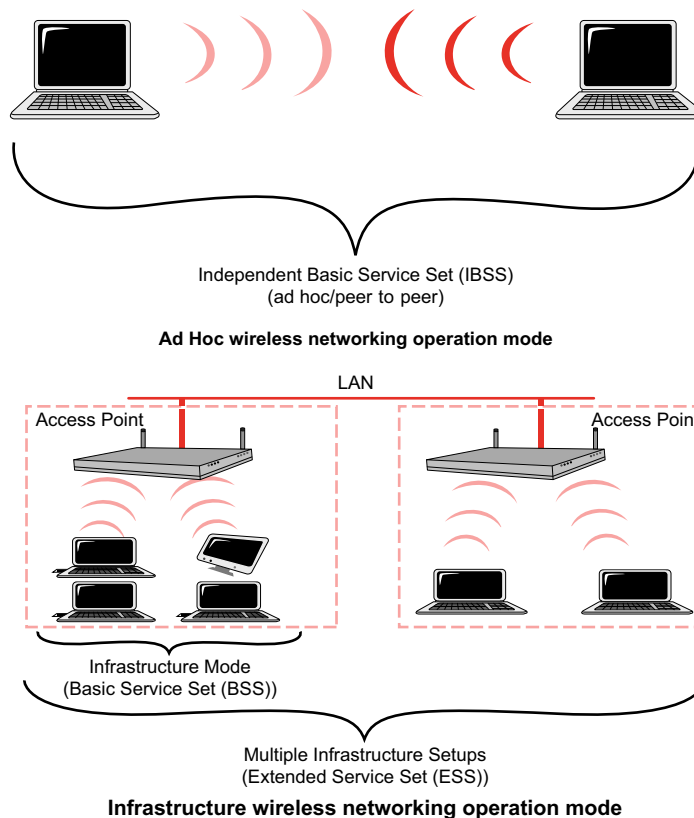 Independent Basic Service Set (IBSS)
(ad hoc/peer to peer)
Ad Hoc wireless networking operation mode
LAN
Access Point
Access Poin
Infrastructure Mode
(Basic Service Set (BSS))
Multiple Infrastructure Setups
(Extended Service Set (ESS))
Infrastructure wireless networking operation mode